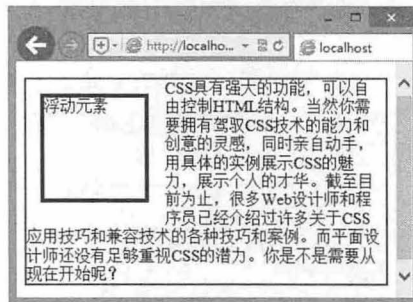 http://localho...
localhost
浮动元素
CSS具有强大的功能，可以自
由控制HTML结构。当然你需
要拥有驾驭CSS技术的能力和
创意的灵感，同时亲自动手，
用具体的实例展示CSS的魅
力，展示个人的才华。截至目
前为止，很多Web设计师和程
序员已经介绍过许多关于CSS
应用技巧和兼容技术的各种技巧和案例。而平面设
计师还没有足够重视CSS的潜力。你是不是需要从
现在开始呢？